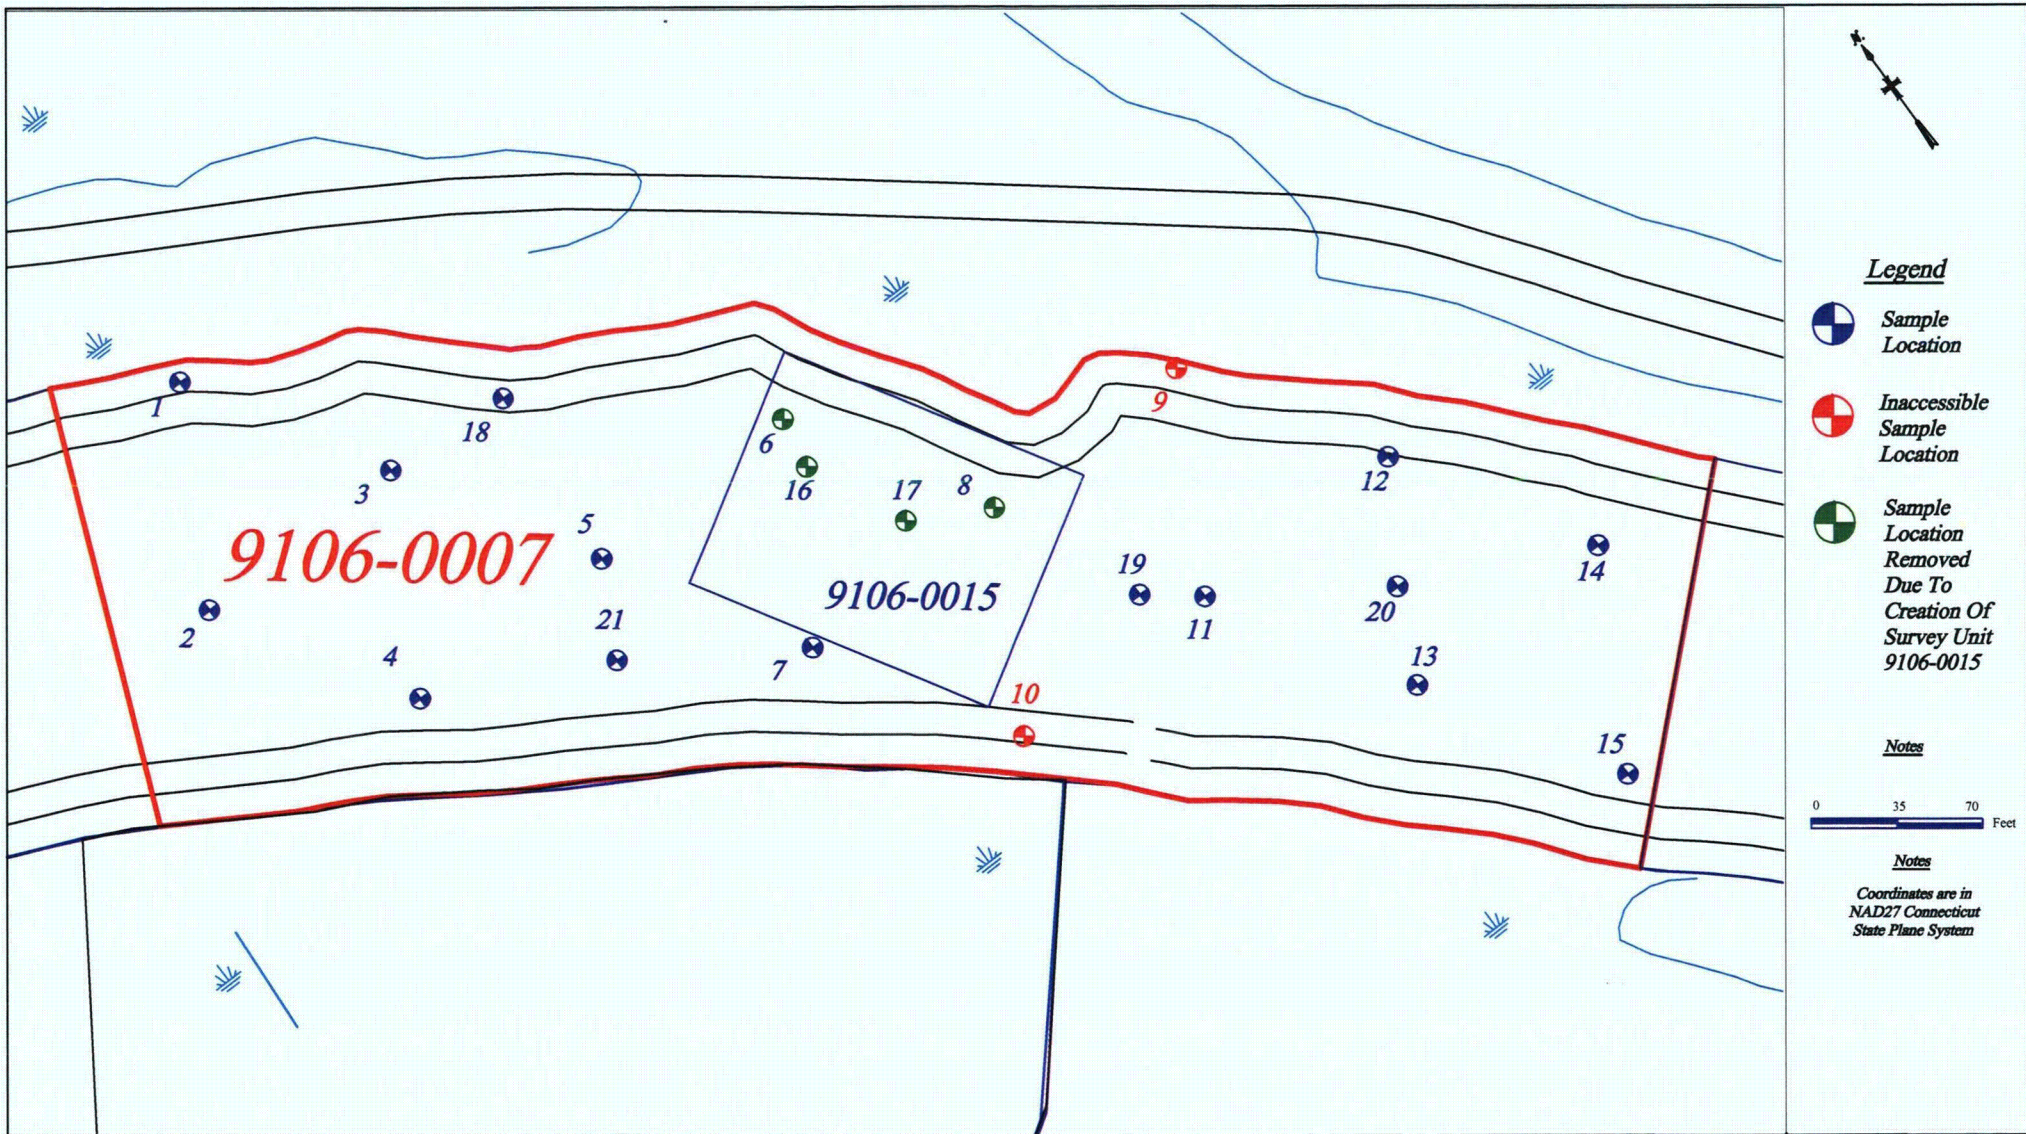 N
Legend
Sample
Location
Inaccessible
Sample
Location
Sample
Location
Removed
Due To
Creation Of
Survey Unit
9106-0015
Notes
0 35 70
Feet
Notes
Coordinates are in
NAD27 Connecticut
State Plane System
1
18
3
9106-0007
2
4
5
21
6
16
17
8
9106-0015
7
10
9
19
11
12
20
13
14
15